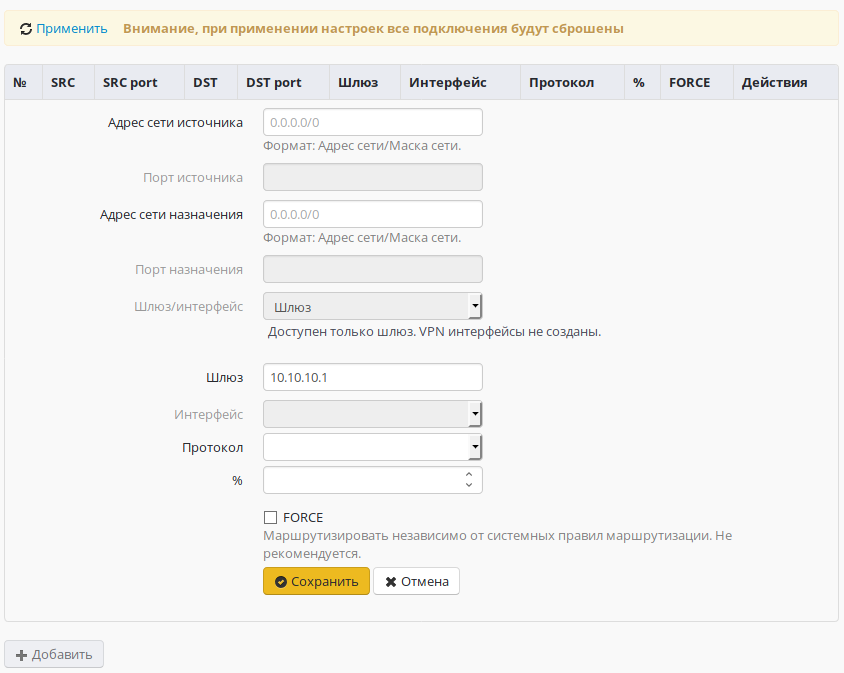 Применить Внимание, при применении настроек все подключения будут сброшены
№ SRC SRC port DST DST port Шлюз Интерфейс Протокол % FORCE Действия
Адрес сети источника 0.0.0.0/0
Формат: Адрес сети/Маска сети.
Порт источника
Адрес сети назначения 0.0.0.0/0
Формат: Адрес сети/Маска сети.
Порт назначения
Шлюз/интерфейс Шлюз
Доступен только шлюз. VPN интерфейсы не созданы.
Шлюз 10.10.10.1
Интерфейс
Протокол
%
FORCE
Маршрутизировать независимо от системных правил маршрутизации. Не
рекомендуется.
Сохранить Отмена
Добавить